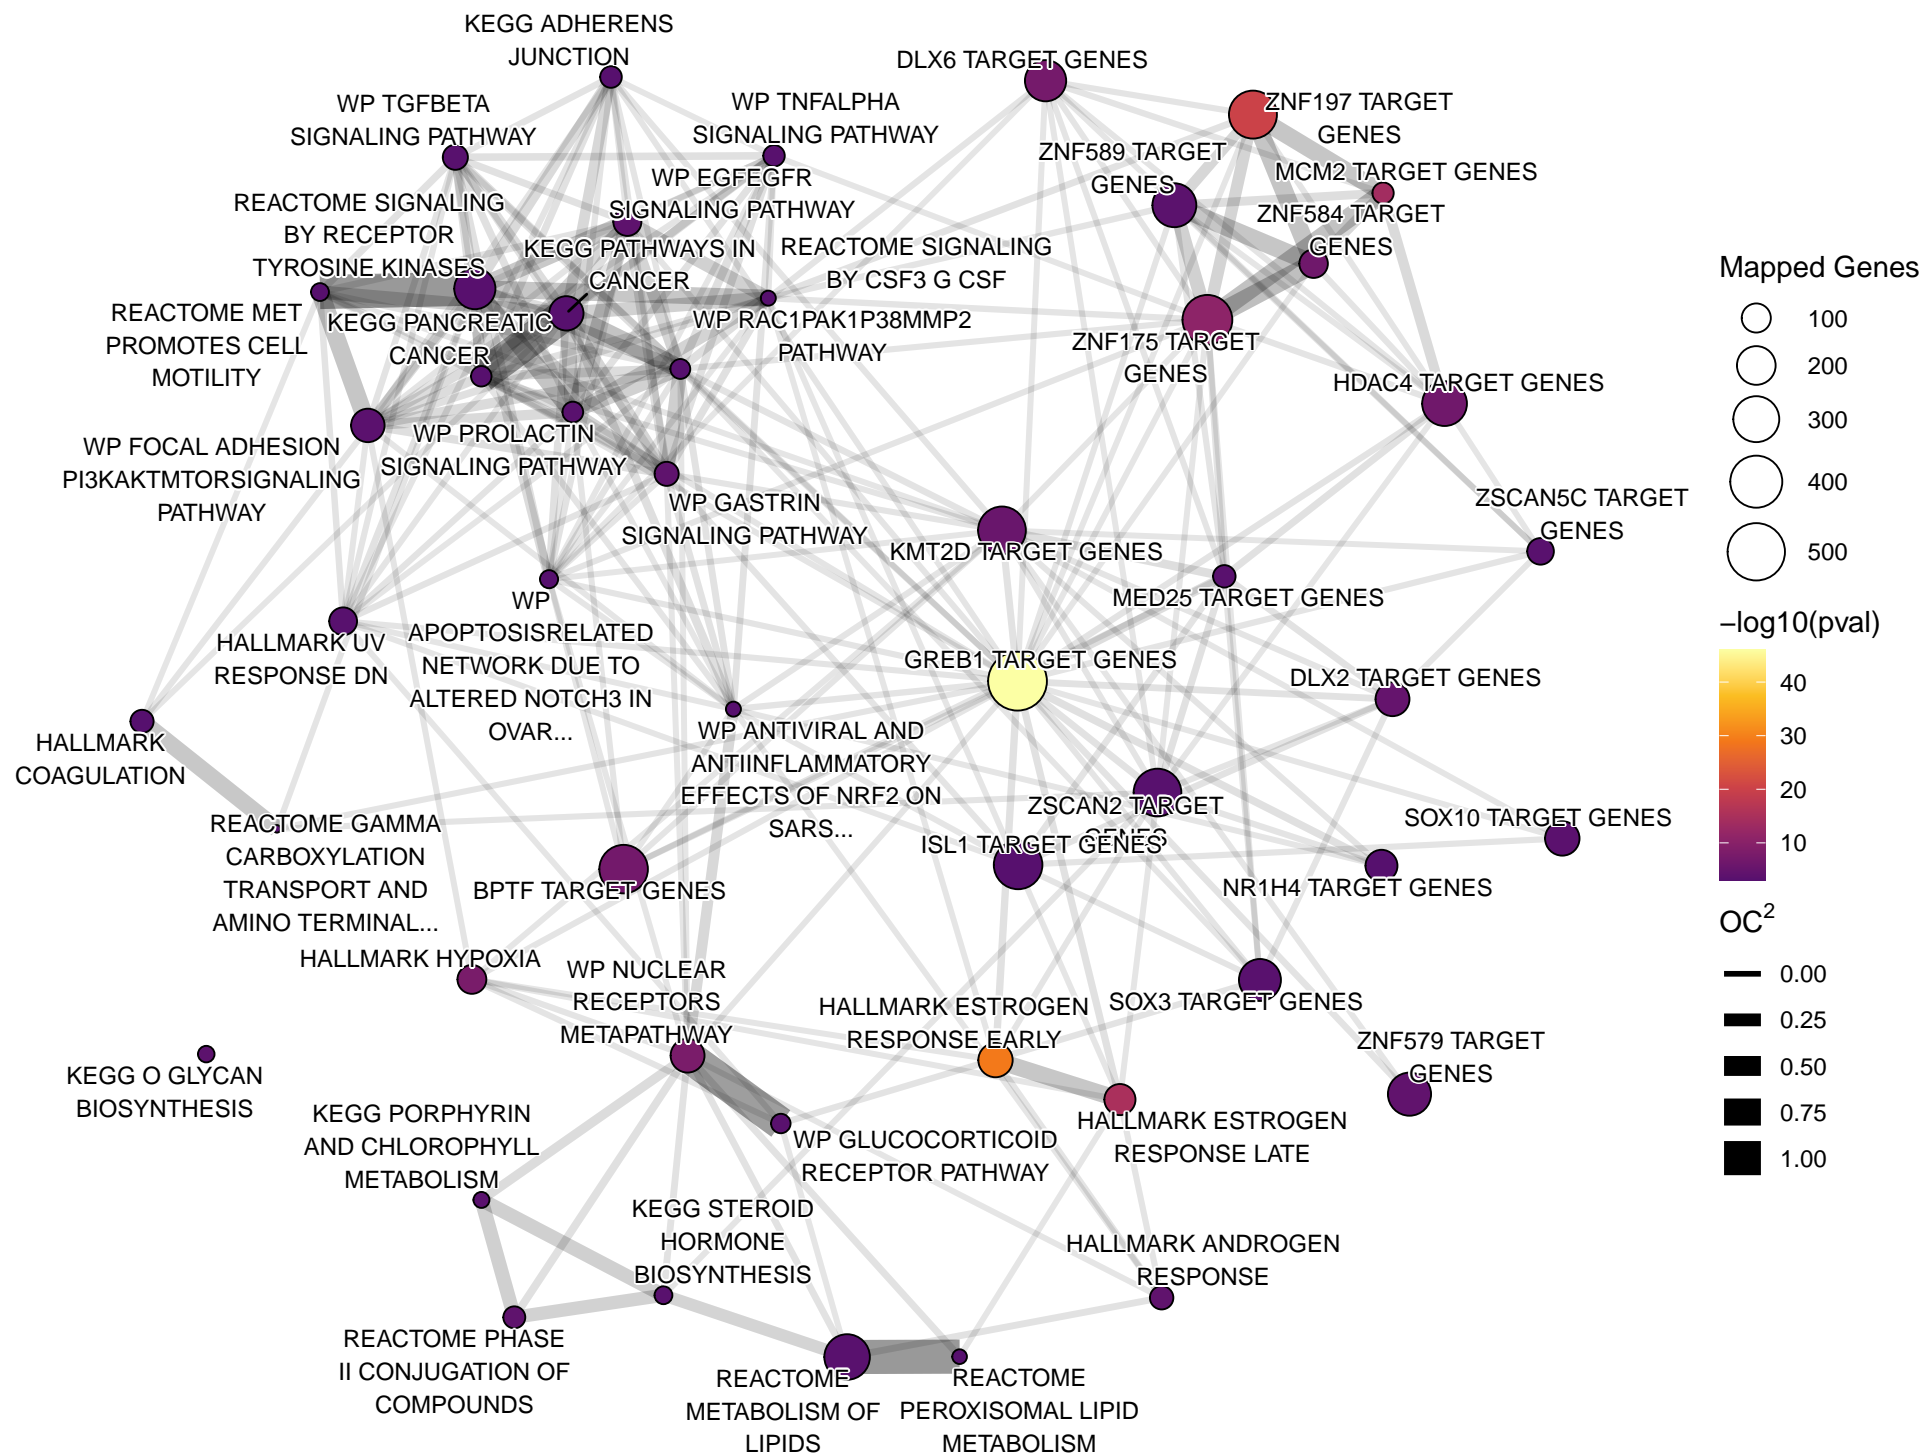 KEGG ADHERENS
JUNCTION
DLX6 TARGET GENES
WP TGFBETA
SIGNALING PATHWAY
WP TNFALPHA
SIGNALING PATHWAY
ZNF197 TARGET
GENES
ZNF589 TARGET
GENES
MCM2 TARGET GENES
WP EGFEGFR
SIGNALING PATHWAY
REACTOME SIGNALING
BY RECEPTOR
TYROSINE KINASES
ZNF584 TARGET
GENES
KEGG PATHWAYS IN
CANCER
REACTOME SIGNALING
BY CSF3 G CSF
REACTOME MET
PROMOTES CELL
MOTILITY
KEGG PANCREATIC
CANCER
WP RAC1PAK1P38MMP2
PATHWAY
ZNF175 TARGET
GENES
HDAC4 TARGET GENES
WP FOCAL ADHESION
PI3KAKTMTORSIGNALING
PATHWAY
WP PROLACTIN
SIGNALING PATHWAY
WP GASTRIN
SIGNALING PATHWAY
ZSCAN5C TARGET
GENES
KMT2D TARGET GENES
MED25 TARGET GENES
WP
APOPTOSISRELATED
NETWORK DUE TO
ALTERED NOTCH3 IN
OVAR...
HALLMARK UV
RESPONSE DN
GREB1 TARGET GENES
DLX2 TARGET GENES
HALLMARK
COAGULATION
WP ANTIVIRAL AND
ANTIINFLAMMATORY
EFFECTS OF NRF2 ON
SARS...
REACTOME GAMMA
CARBOXYLATION
TRANSPORT AND
AMINO TERMINAL...
ZSCAN2 TARGET
GENES
ISL1 TARGET GENES
SOX10 TARGET GENES
BPTF TARGET GENES
NR1H4 TARGET GENES
HALLMARK HYPOXIA
WP NUCLEAR
RECEPTORS
METAPATHWAY
HALLMARK ESTROGEN
RESPONSE EARLY
SOX3 TARGET GENES
ZNF579 TARGET
GENES
KEGG O GLYCAN
BIOSYNTHESIS
KEGG PORPHYRIN
AND CHLOROPHYLL
METABOLISM
WP GLUCOCORTICOID
RECEPTOR PATHWAY
HALLMARK ESTROGEN
RESPONSE LATE
KEGG STEROID
HORMONE
BIOSYNTHESIS
HALLMARK ANDROGEN
RESPONSE
REACTOME PHASE
II CONJUGATION OF
COMPOUNDS
REACTOME
METABOLISM OF
LIPIDS
REACTOME
PEROXISOMAL LIPID
METABOLISM
Mapped Genes
100
200
300
400
500
−log10(pval)
40
30
20
10
OC²
0.00
0.25
0.50
0.75
1.00